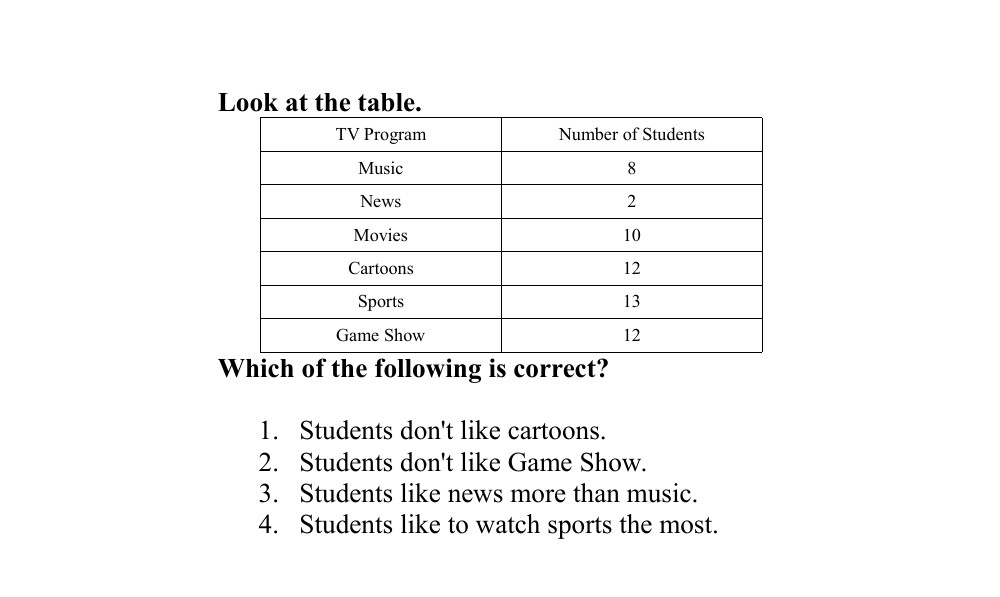 Look at the table.
TV Program Number of Students
Music 8
News 2
Movies 10
Cartoons 12
Sports 13
Game Show 12
Which of the following is correct?
1. Students don't like cartoons.
2. Students don't like Game Show.
3. Students like news more than music.
4. Students like to watch sports the most.